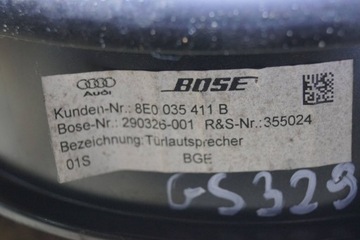 Audi BOSE
Kunden-Nr.: 8E0 035 411 B
Bose-Nr.: 290326-001 R&S-Nr.:355024
Bezeichnung:Türlautsprecher
01S BGE
GS329